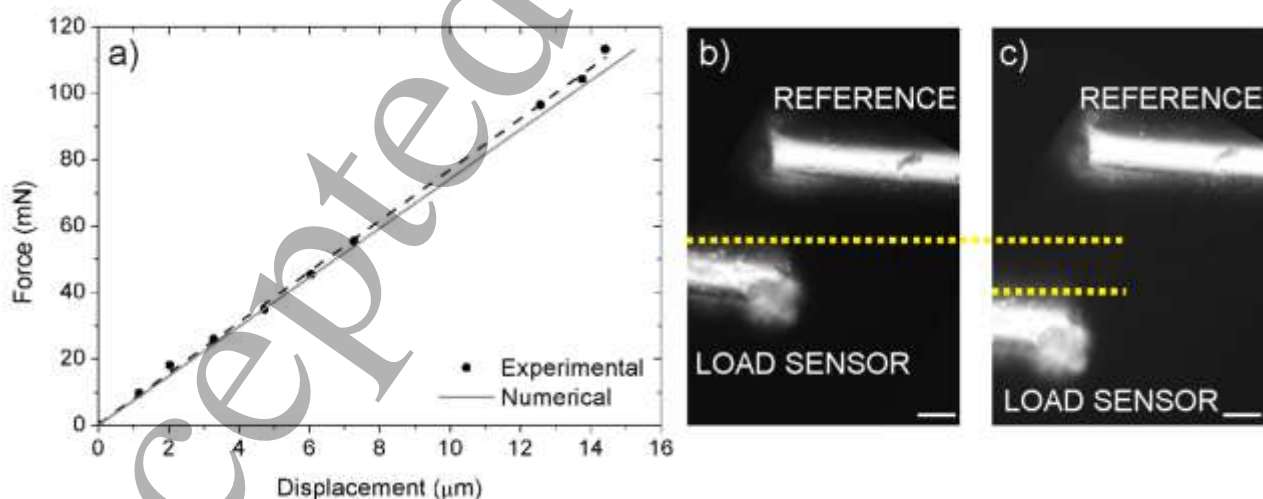 a)
120
100
80
60
40
20
0
Force (mN)
0 2 4 6 8 10 12 14 16
Displacement (μm)
Experimental
Numerical
b)
REFERENCE
LOAD SENSOR
c)
REFERENCE
LOAD SENSOR
cepted